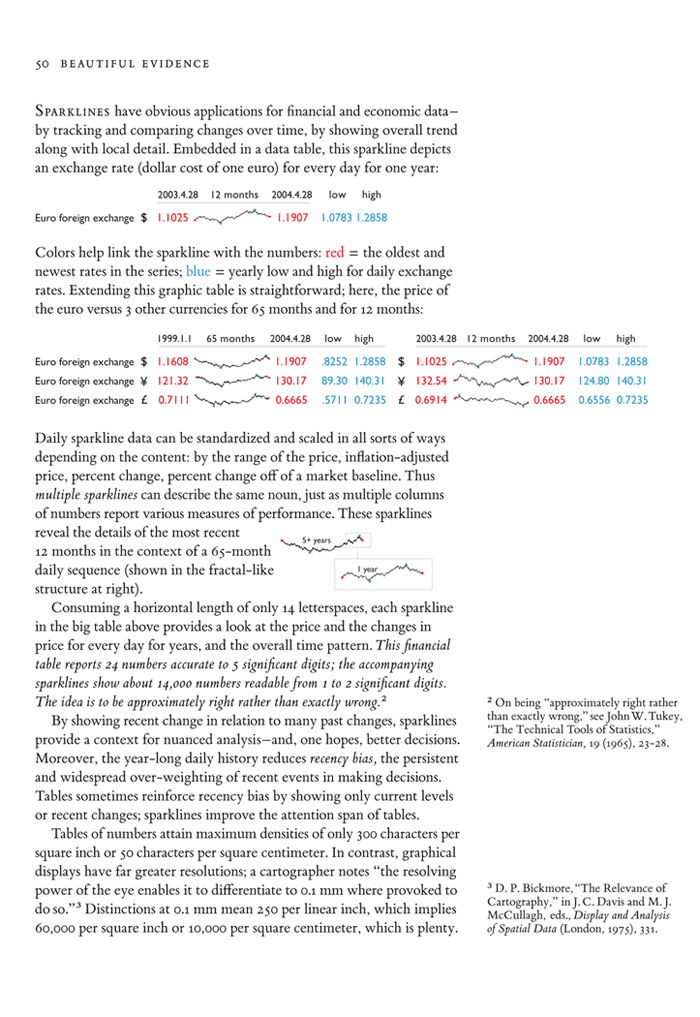 50 BEAUTIFUL EVIDENCE
SPARKLINES have obvious applications for financial and economic data—
by tracking and comparing changes over time, by showing overall trend
along with local detail. Embedded in a data table, this sparkline depicts
an exchange rate (dollar cost of one euro) for every day for one year:
2003.4.28 12 months 2004.4.28 low high
Euro foreign exchange $ 1.1025 1.1907 1.0783 1.2858
Colors help link the sparkline with the numbers: red = the oldest and
newest rates in the series; blue = yearly low and high for daily exchange
rates. Extending this graphic table is straightforward; here, the price of
the euro versus 3 other currencies for 65 months and for 12 months:
1999.1.1 65 months 2004.4.28 low high 2003.4.28 12 months 2004.4.28 low high
Euro foreign exchange $ 1.1608 1.1907 .8252 1.2858 $ 1.1025 1.1907 1.0783 1.2858
Euro foreign exchange ¥ 121.32 130.17 89.30 140.31 ¥ 132.54 130.17 124.80 140.31
Euro foreign exchange £ 0.7111 0.6665 .5711 0.7235 £ 0.6914 0.6665 0.6556 0.7235
Daily sparkline data can be standardized and scaled in all sorts of ways
depending on the content: by the range of the price, inflation-adjusted
price, percent change, percent change off of a market baseline. Thus
multiple sparklines can describe the same noun, just as multiple columns
of numbers report various measures of performance. These sparklines
reveal the details of the most recent
12 months in the context of a 65-month
daily sequence (shown in the fractal-like
structure at right).
5+ years
1 year
Consuming a horizontal length of only 14 letterspaces, each sparkline
in the big table above provides a look at the price and the changes in
price for every day for years, and the overall time pattern. This financial
table reports 24 numbers accurate to 5 significant digits; the accompanying
sparklines show about 14,000 numbers readable from 1 to 2 significant digits.
The idea is to be approximately right rather than exactly wrong.2
By showing recent change in relation to many past changes, sparklines
provide a context for nuanced analysis—and, one hopes, better decisions.
Moreover, the year-long daily history reduces recency bias, the persistent
and widespread over-weighting of recent events in making decisions.
Tables sometimes reinforce recency bias by showing only current levels
or recent changes; sparklines improve the attention span of tables.
Tables of numbers attain maximum densities of only 300 characters per
square inch or 50 characters per square centimeter. In contrast, graphical
displays have far greater resolutions; a cartographer notes "the resolving
power of the eye enables it to differentiate to 0.1 mm where provoked to
do so."3 Distinctions at 0.1 mm mean 250 per linear inch, which implies
60,000 per square inch or 10,000 per square centimeter, which is plenty.
2 On being "approximately right rather
than exactly wrong," see John W. Tukey,
"The Technical Tools of Statistics,"
American Statistician, 19 (1965), 23-28.
3 D. P. Bickmore, "The Relevance of
Cartography," in J. C. Davis and M. J.
McCullagh, eds., Display and Analysis
of Spatial Data (London, 1975), 331.